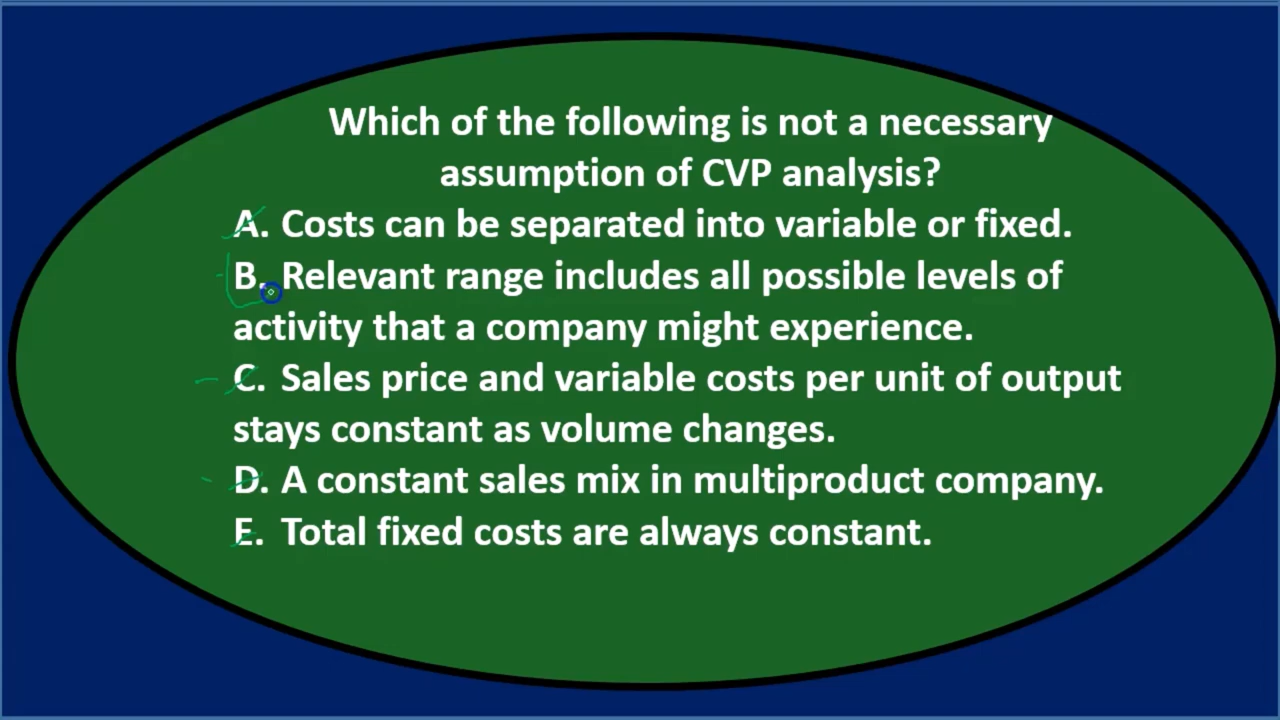 Which of the following is not a necessary
assumption of CVP analysis?
A. Costs can be separated into variable or fixed.
B. Relevant range includes all possible levels of
activity that a company might experience.
C. Sales price and variable costs per unit of output
stays constant as volume changes.
D. A constant sales mix in multiproduct company.
E. Total fixed costs are always constant.